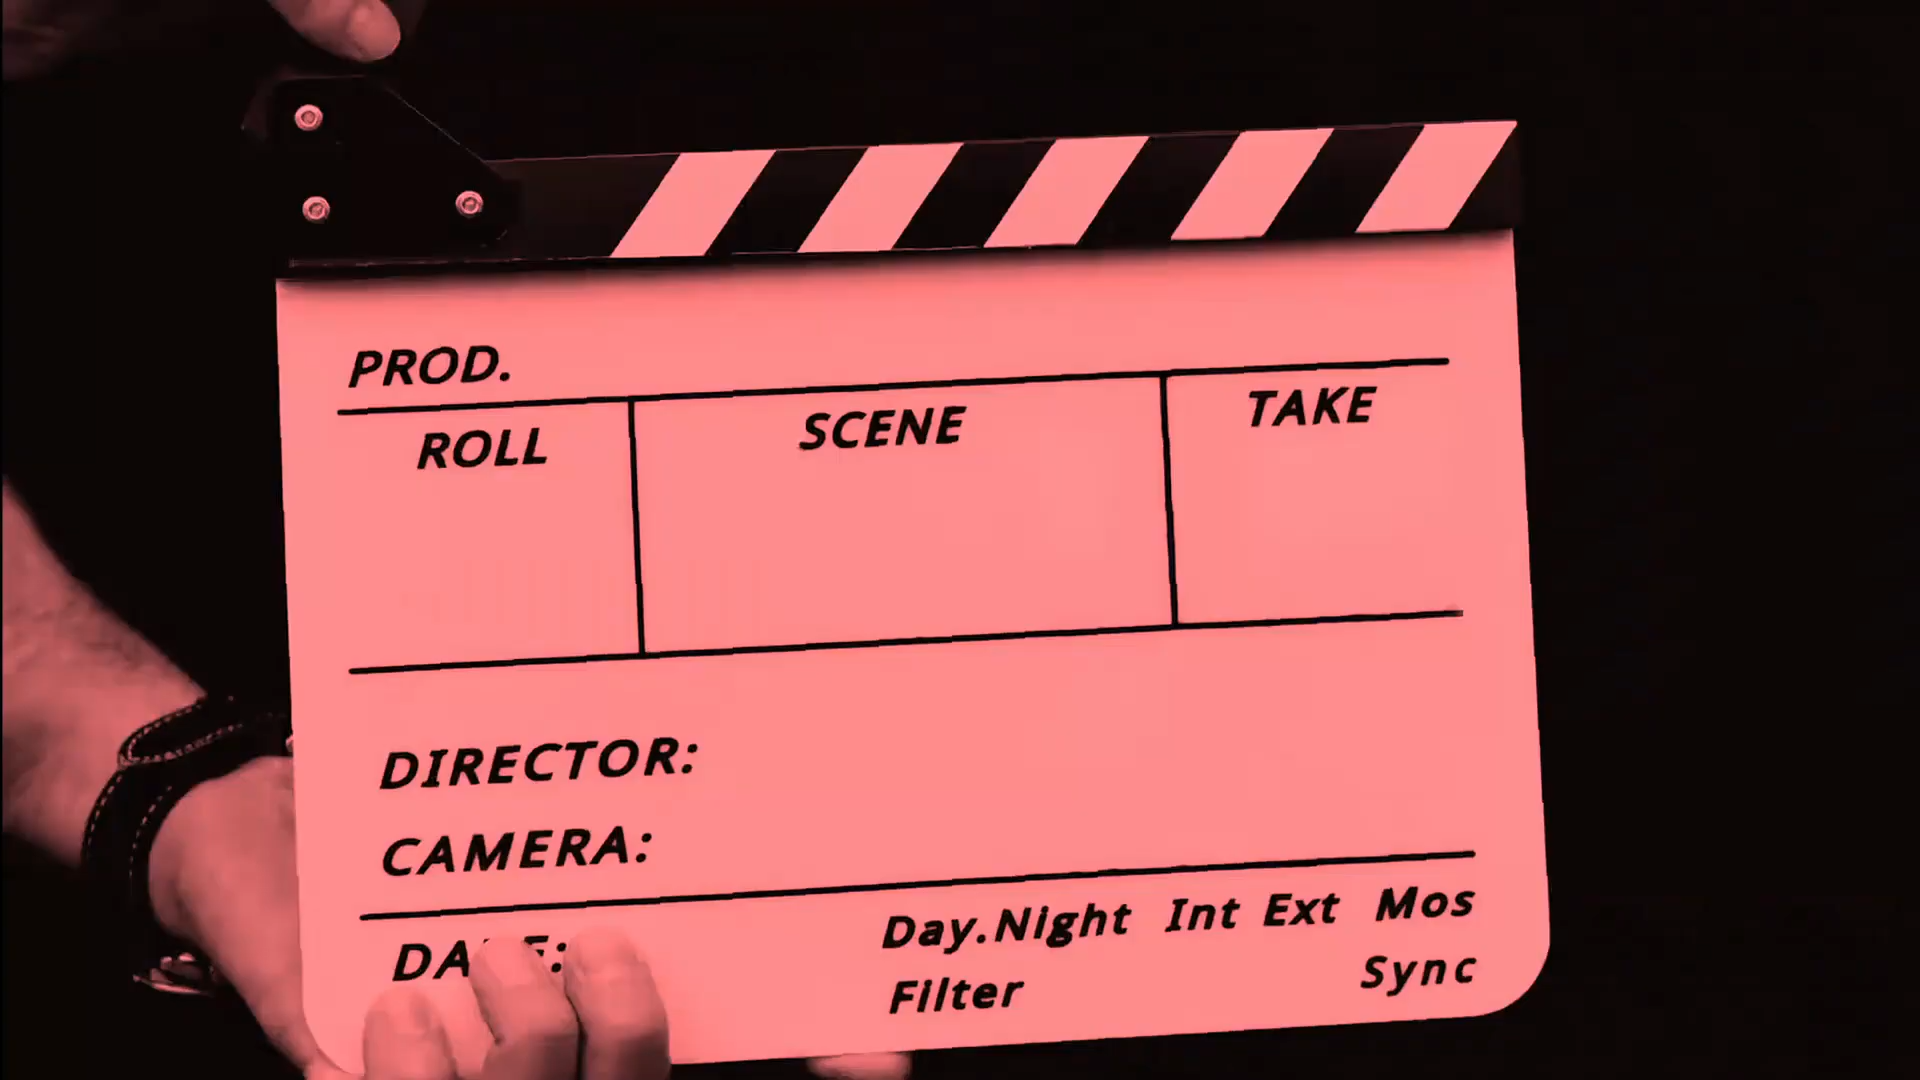 PROD.
ROLL SCENE TAKE
DIRECTOR:
CAMERA:
Day.Night Int Ext Mos
Filter Sync